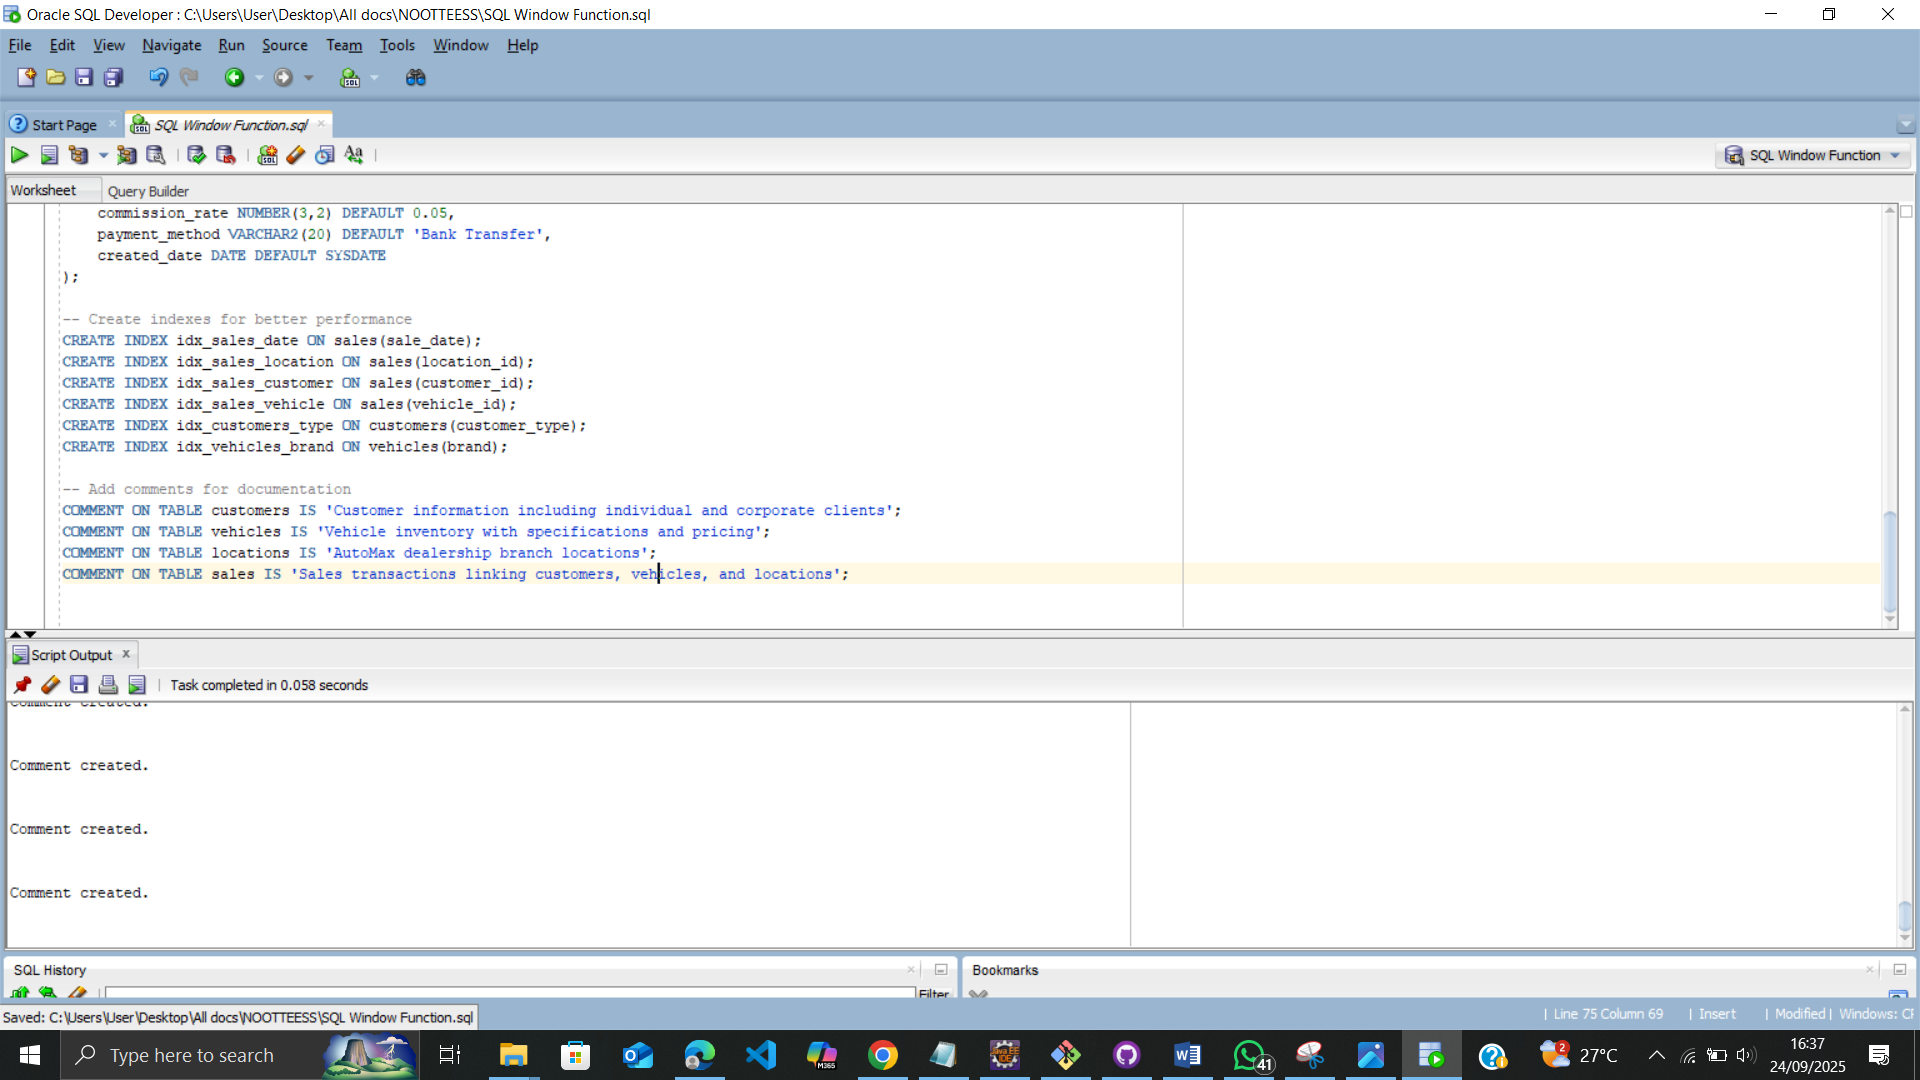 Oracle SQL Developer : C:\Users\User\Desktop\All docs\NOOTTEESS\SQL Window Function.sql
File Edit View Navigate Run Source Team Tools Window Help
Start Page SQL Window Function.sql
SQL Window Function
Worksheet Query Builder
commission_rate NUMBER(3,2) DEFAULT 0.05,
payment_method VARCHAR2(20) DEFAULT 'Bank Transfer',
created_date DATE DEFAULT SYSDATE
);
-- Create indexes for better performance
CREATE INDEX idx_sales_date ON sales(sale_date);
CREATE INDEX idx_sales_location ON sales(location_id);
CREATE INDEX idx_sales_customer ON sales(customer_id);
CREATE INDEX idx_sales_vehicle ON sales(vehicle_id);
CREATE INDEX idx_customers_type ON customers(customer_type);
CREATE INDEX idx_vehicles_brand ON vehicles(brand);
-- Add comments for documentation
COMMENT ON TABLE customers IS 'Customer information including individual and corporate clients';
COMMENT ON TABLE vehicles IS 'Vehicle inventory with specifications and pricing';
COMMENT ON TABLE locations IS 'AutoMax dealership branch locations';
COMMENT ON TABLE sales IS 'Sales transactions linking customers, vehicles, and locations';
Script Output
Task completed in 0.058 seconds
Comment created.
Comment created.
Comment created.
Comment created.
SQL History
Filter
Bookmarks
Saved: C:\Users\User\Desktop\All docs\NOOTTEESS\SQL Window Function.sql
Line 75 Column 69 Insert Modified Windows: CF
Type here to search
41
2
27°C
16:37
24/09/2025